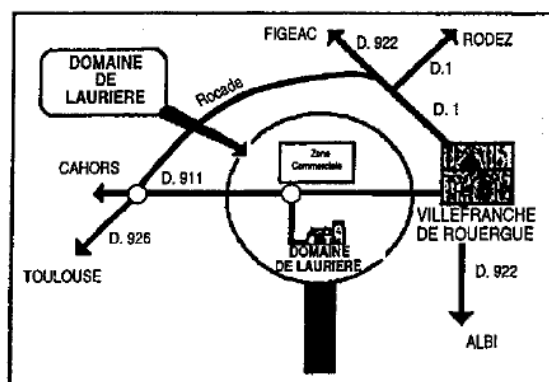 FIGEAC
D. 922
RODEZ
D.1
D. 1
DOMAINE
DE
LAURIERE
Rocade
Zone
Commerciale
CAHORS
D. 911
D. 926
TOULOUSE
DOMAINE
DE LAURIERE
VILLEFRANCHE
DE ROUERGUE
D. 922
ALBI